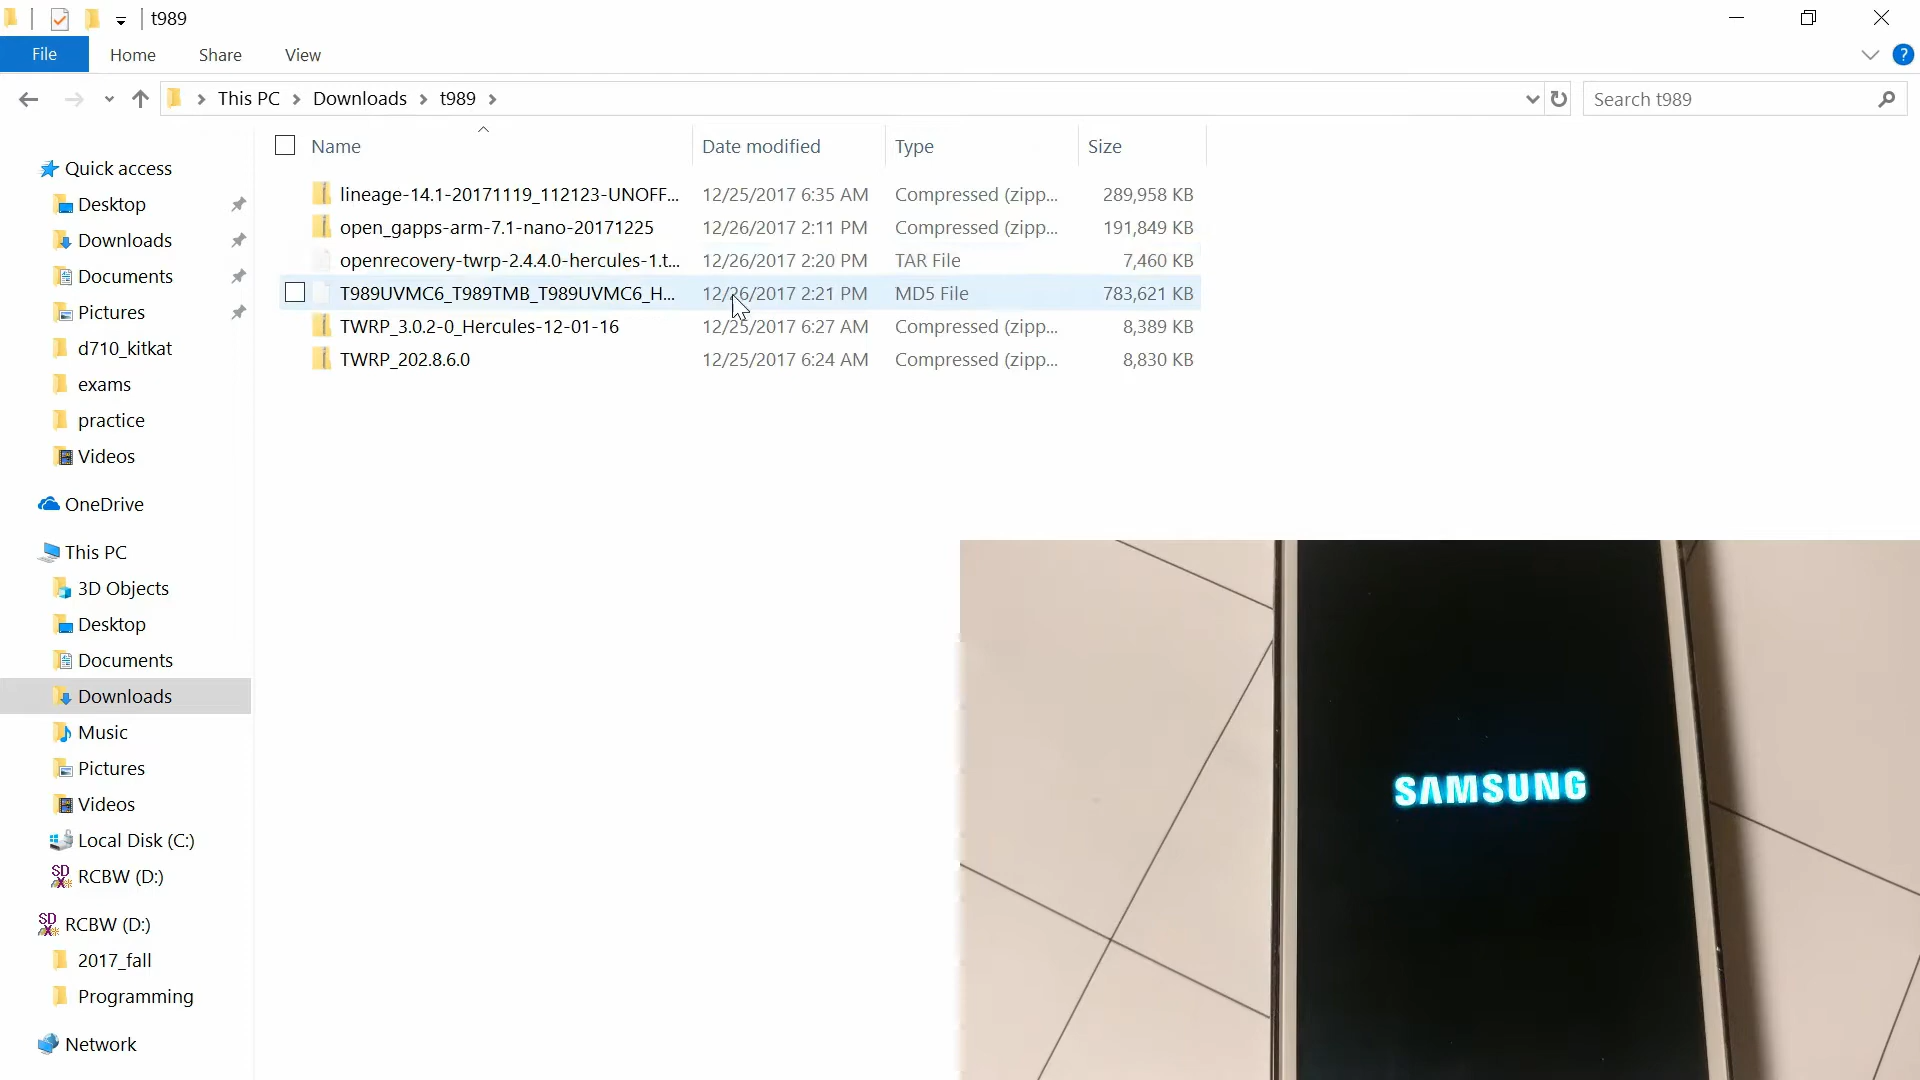 t989
File Home Share View
?
This PC Downloads t989
Search t989
Name Date modified Type Size
lineage-14.1-20171119_112123-UNOFF... 12/25/2017 6:35 AM Compressed (zipp... 289,958 KB
open_gapps-arm-7.1-nano-20171225 12/26/2017 2:11 PM Compressed (zipp... 191,849 KB
openrecovery-twrp-2.4.4.0-hercules-1.t... 12/26/2017 2:20 PM TAR File 7,460 KB
T989UVMC6_T989TMB_T989UVMC6_H... 12/26/2017 2:21 PM MD5 File 783,621 KB
TWRP_3.0.2-0_Hercules-12-01-16 12/25/2017 6:27 AM Compressed (zipp... 8,389 KB
TWRP_202.8.6.0 12/25/2017 6:24 AM Compressed (zipp... 8,830 KB
Quick access
Desktop
Downloads
Documents
Pictures
d710_kitkat
exams
practice
Videos
OneDrive
This PC
3D Objects
Desktop
Documents
Downloads
Music
Pictures
Videos
Local Disk (C:)
SD RCBW (D:)
SD RCBW (D:)
2017_fall
Programming
Network
SAMSUNG